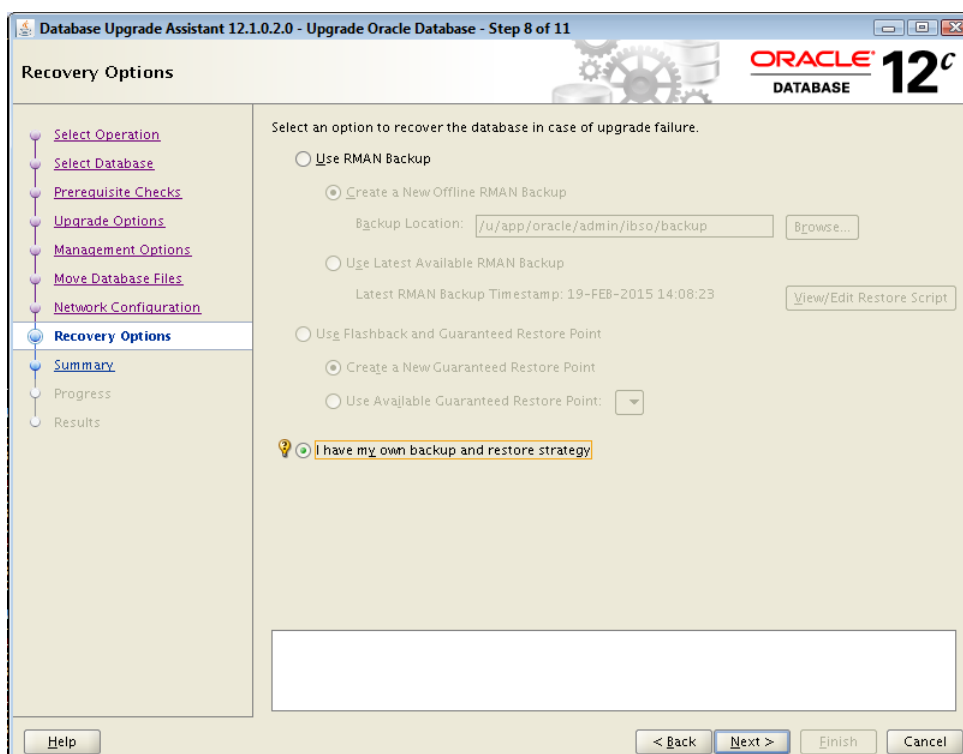 Database Upgrade Assistant 12.1.0.2.0 - Upgrade Oracle Database - Step 8 of 11
Recovery Options
ORACLE
DATABASE
12c
Select Operation
Select Database
Prerequisite Checks
Upgrade Options
Management Options
Move Database Files
Network Configuration
Recovery Options
Summary
Progress
Results
Select an option to recover the database in case of upgrade failure.
Use RMAN Backup
Create a New Offline RMAN Backup
Backup Location: /u/app/oracle/admin/ibso/backup Browse...
Use Latest Available RMAN Backup
Latest RMAN Backup Timestamp: 19-FEB-2015 14:08:23 View/Edit Restore Script
Use Flashback and Guaranteed Restore Point
Create a New Guaranteed Restore Point
Use Available Guaranteed Restore Point:
I have my own backup and restore strategy
Help < Back Next > Finish Cancel